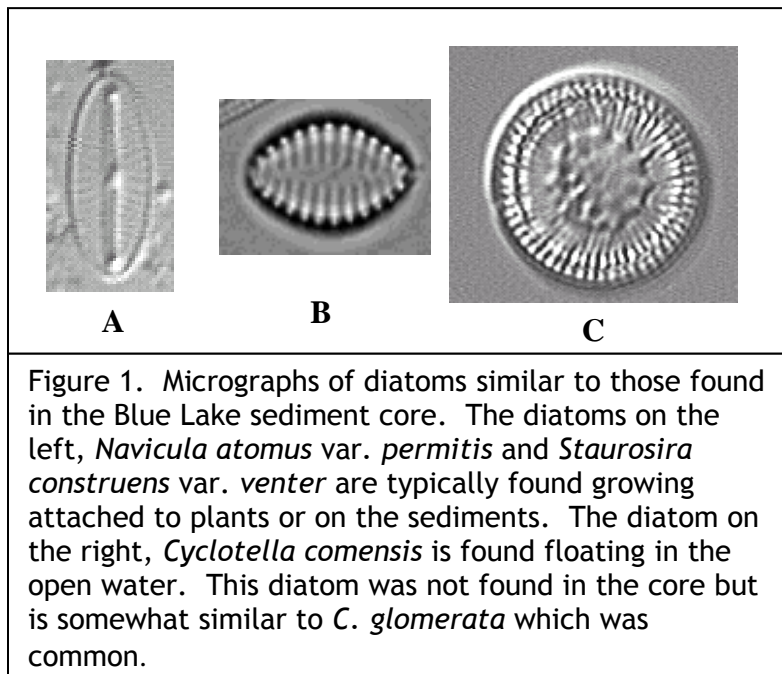 A
B
C
Figure 1. Micrographs of diatoms similar to those found
in the Blue Lake sediment core. The diatoms on the
left, Navicula atomus var. permitis and Staurosira
construens var. venter are typically found growing
attached to plants or on the sediments. The diatom on
the right, Cyclotella comensis is found floating in the
open water. This diatom was not found in the core but
is somewhat similar to C. glomerata which was
common.